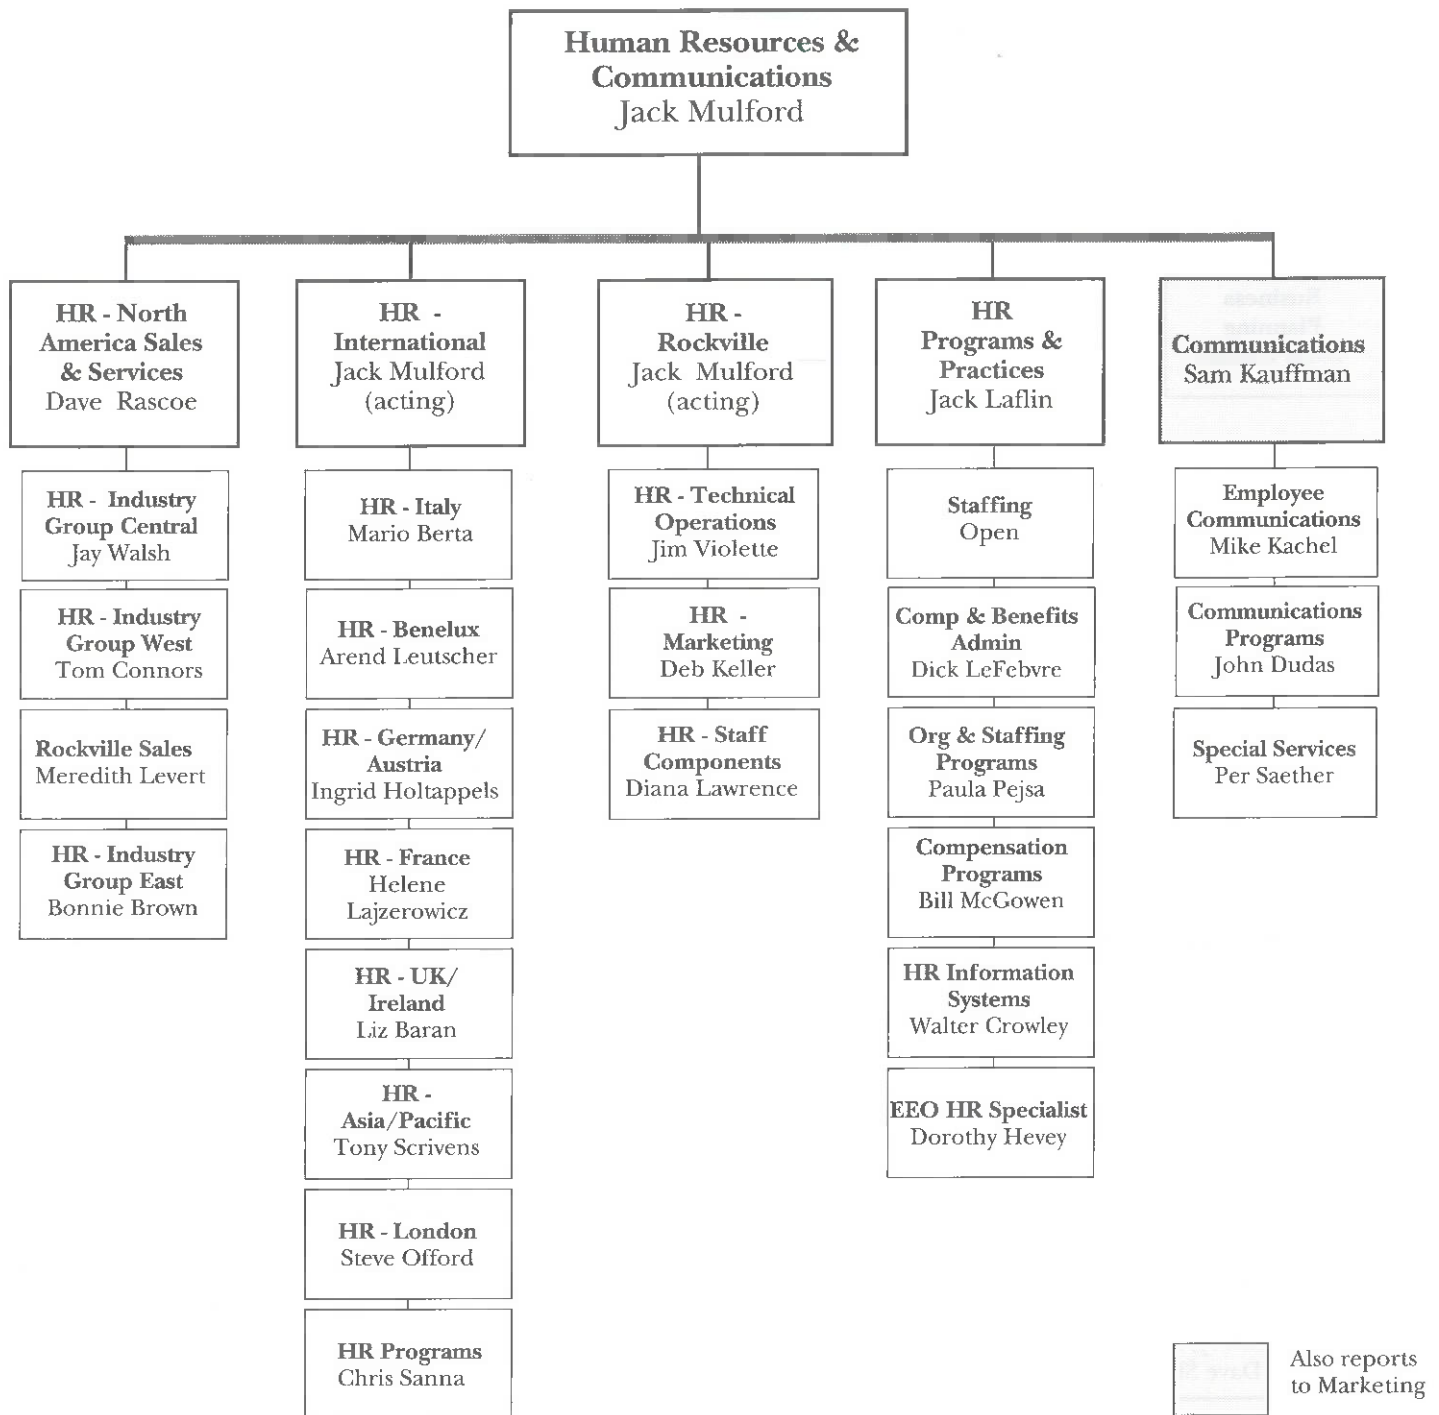 Human Resources &
Communications
Jack Mulford
HR - North
America Sales
& Services
Dave Rascoe
HR - Industry
Group Central
Jay Walsh
HR - Industry
Group West
Tom Connors
Rockville Sales
Meredith Levert
HR - Industry
Group East
Bonnie Brown
HR -
International
Jack Mulford
(acting)
HR - Italy
Mario Berta
HR - Benelux
Arend Leutscher
HR - Germany/
Austria
Ingrid Holtappels
HR - France
Helene
Lajzerowicz
HR - UK/
Ireland
Liz Baran
HR -
Asia/Pacific
Tony Scrivens
HR - London
Steve Offord
HR Programs
Chris Sanna
HR -
Rockville
Jack Mulford
(acting)
HR - Technical
Operations
Jim Violette
HR -
Marketing
Deb Keller
HR - Staff
Components
Diana Lawrence
HR
Programs &
Practices
Jack Laflin
Staffing
Open
Comp & Benefits
Admin
Dick LeFebvre
Org & Staffing
Programs
Paula Pejsa
Compensation
Programs
Bill McGowen
HR Information
Systems
Walter Crowley
EEO HR Specialist
Dorothy Hevey
Communications
Sam Kauffman
Employee
Communications
Mike Kachel
Communications
Programs
John Dudas
Special Services
Per Saether
Also reports
to Marketing